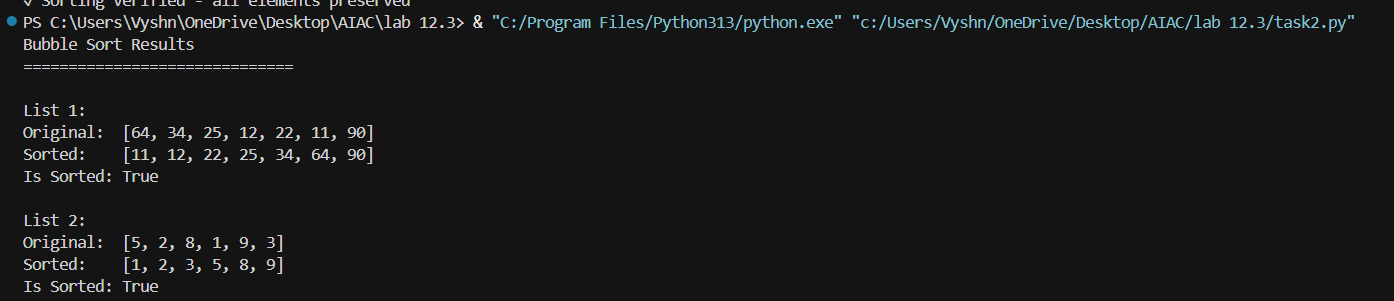 √ Sorting verified - all elements preserved
PS C:\Users\Vyshn\OneDrive\Desktop\AIAC\lab 12.3> & "C:/Program Files/Python313/python.exe" "c:/Users/Vyshn/OneDrive/Desktop/AIAC/lab 12.3/task2.py"
Bubble Sort Results
==============================
List 1:
Original:  [64, 34, 25, 12, 22, 11, 90]
Sorted:    [11, 12, 22, 25, 34, 64, 90]
Is Sorted: True
List 2:
Original:  [5, 2, 8, 1, 9, 3]
Sorted:    [1, 2, 3, 5, 8, 9]
Is Sorted: True